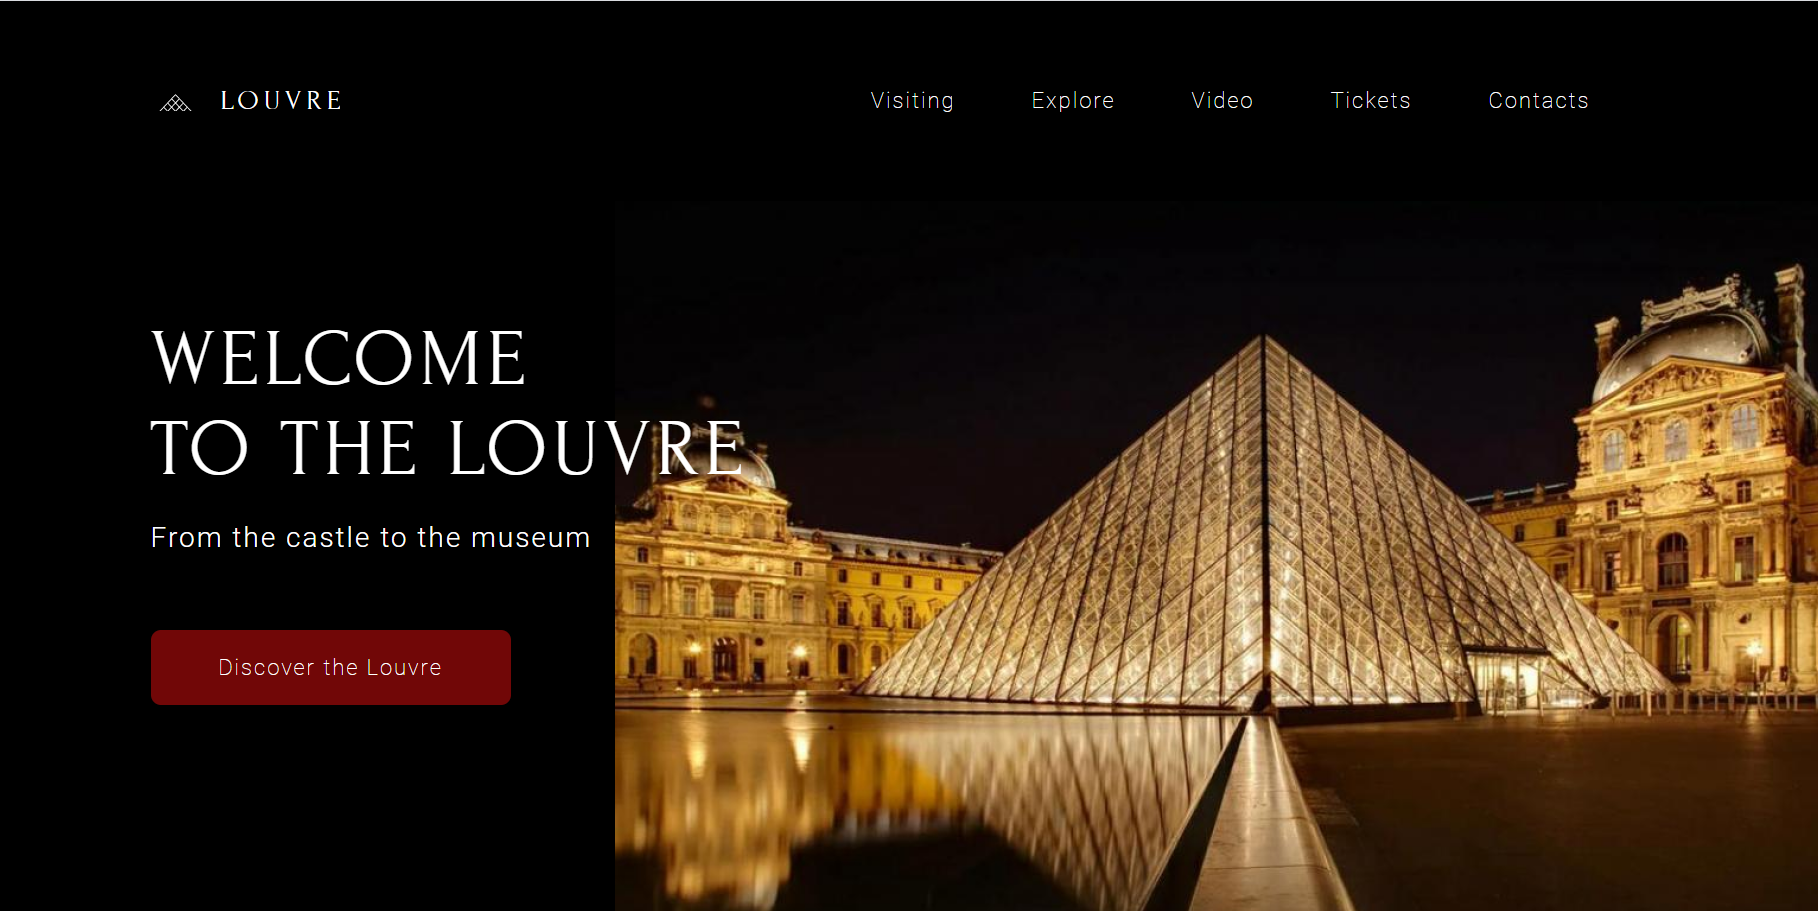 LOUVRE
Visiting
Explore
Video
Tickets
Contacts
WELCOME
TO THE LOUVRE
From the castle to the museum
Discover the Louvre